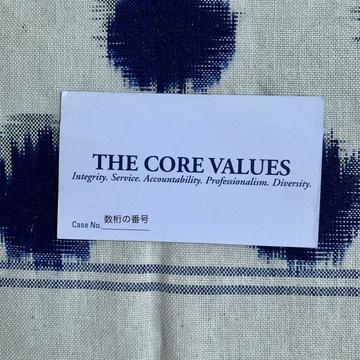 THE CORE VALUES
Integrity. Service. Accountability. Professionalism. Diversity.
数桁の番号
Case No.